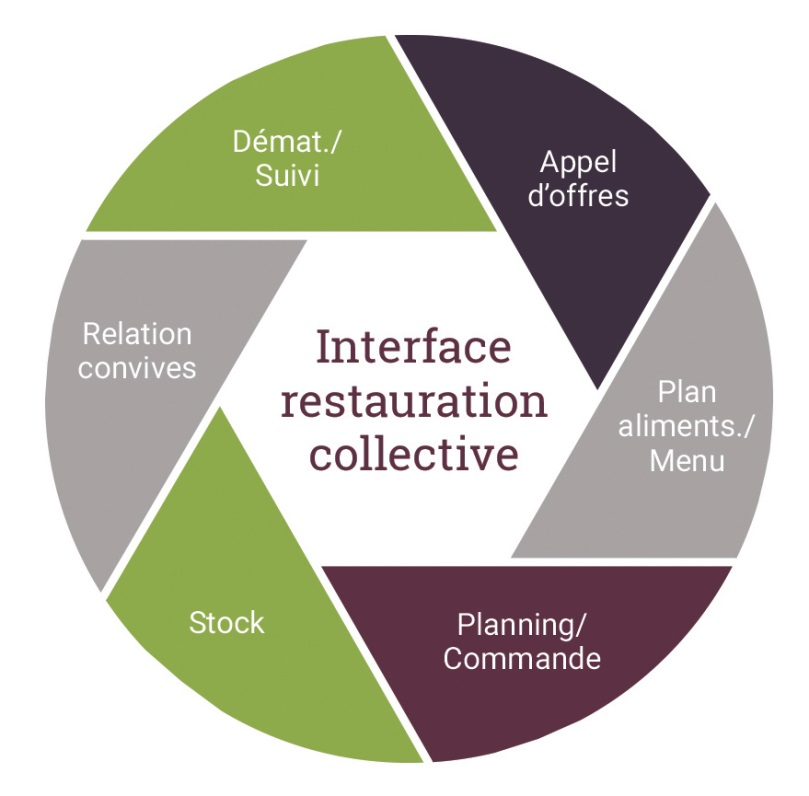 Démat./
Suivi
Appel
d’offres
Relation
convives
Interface
restauration
collective
Plan
aliments./
Menu
Stock
Planning/
Commande